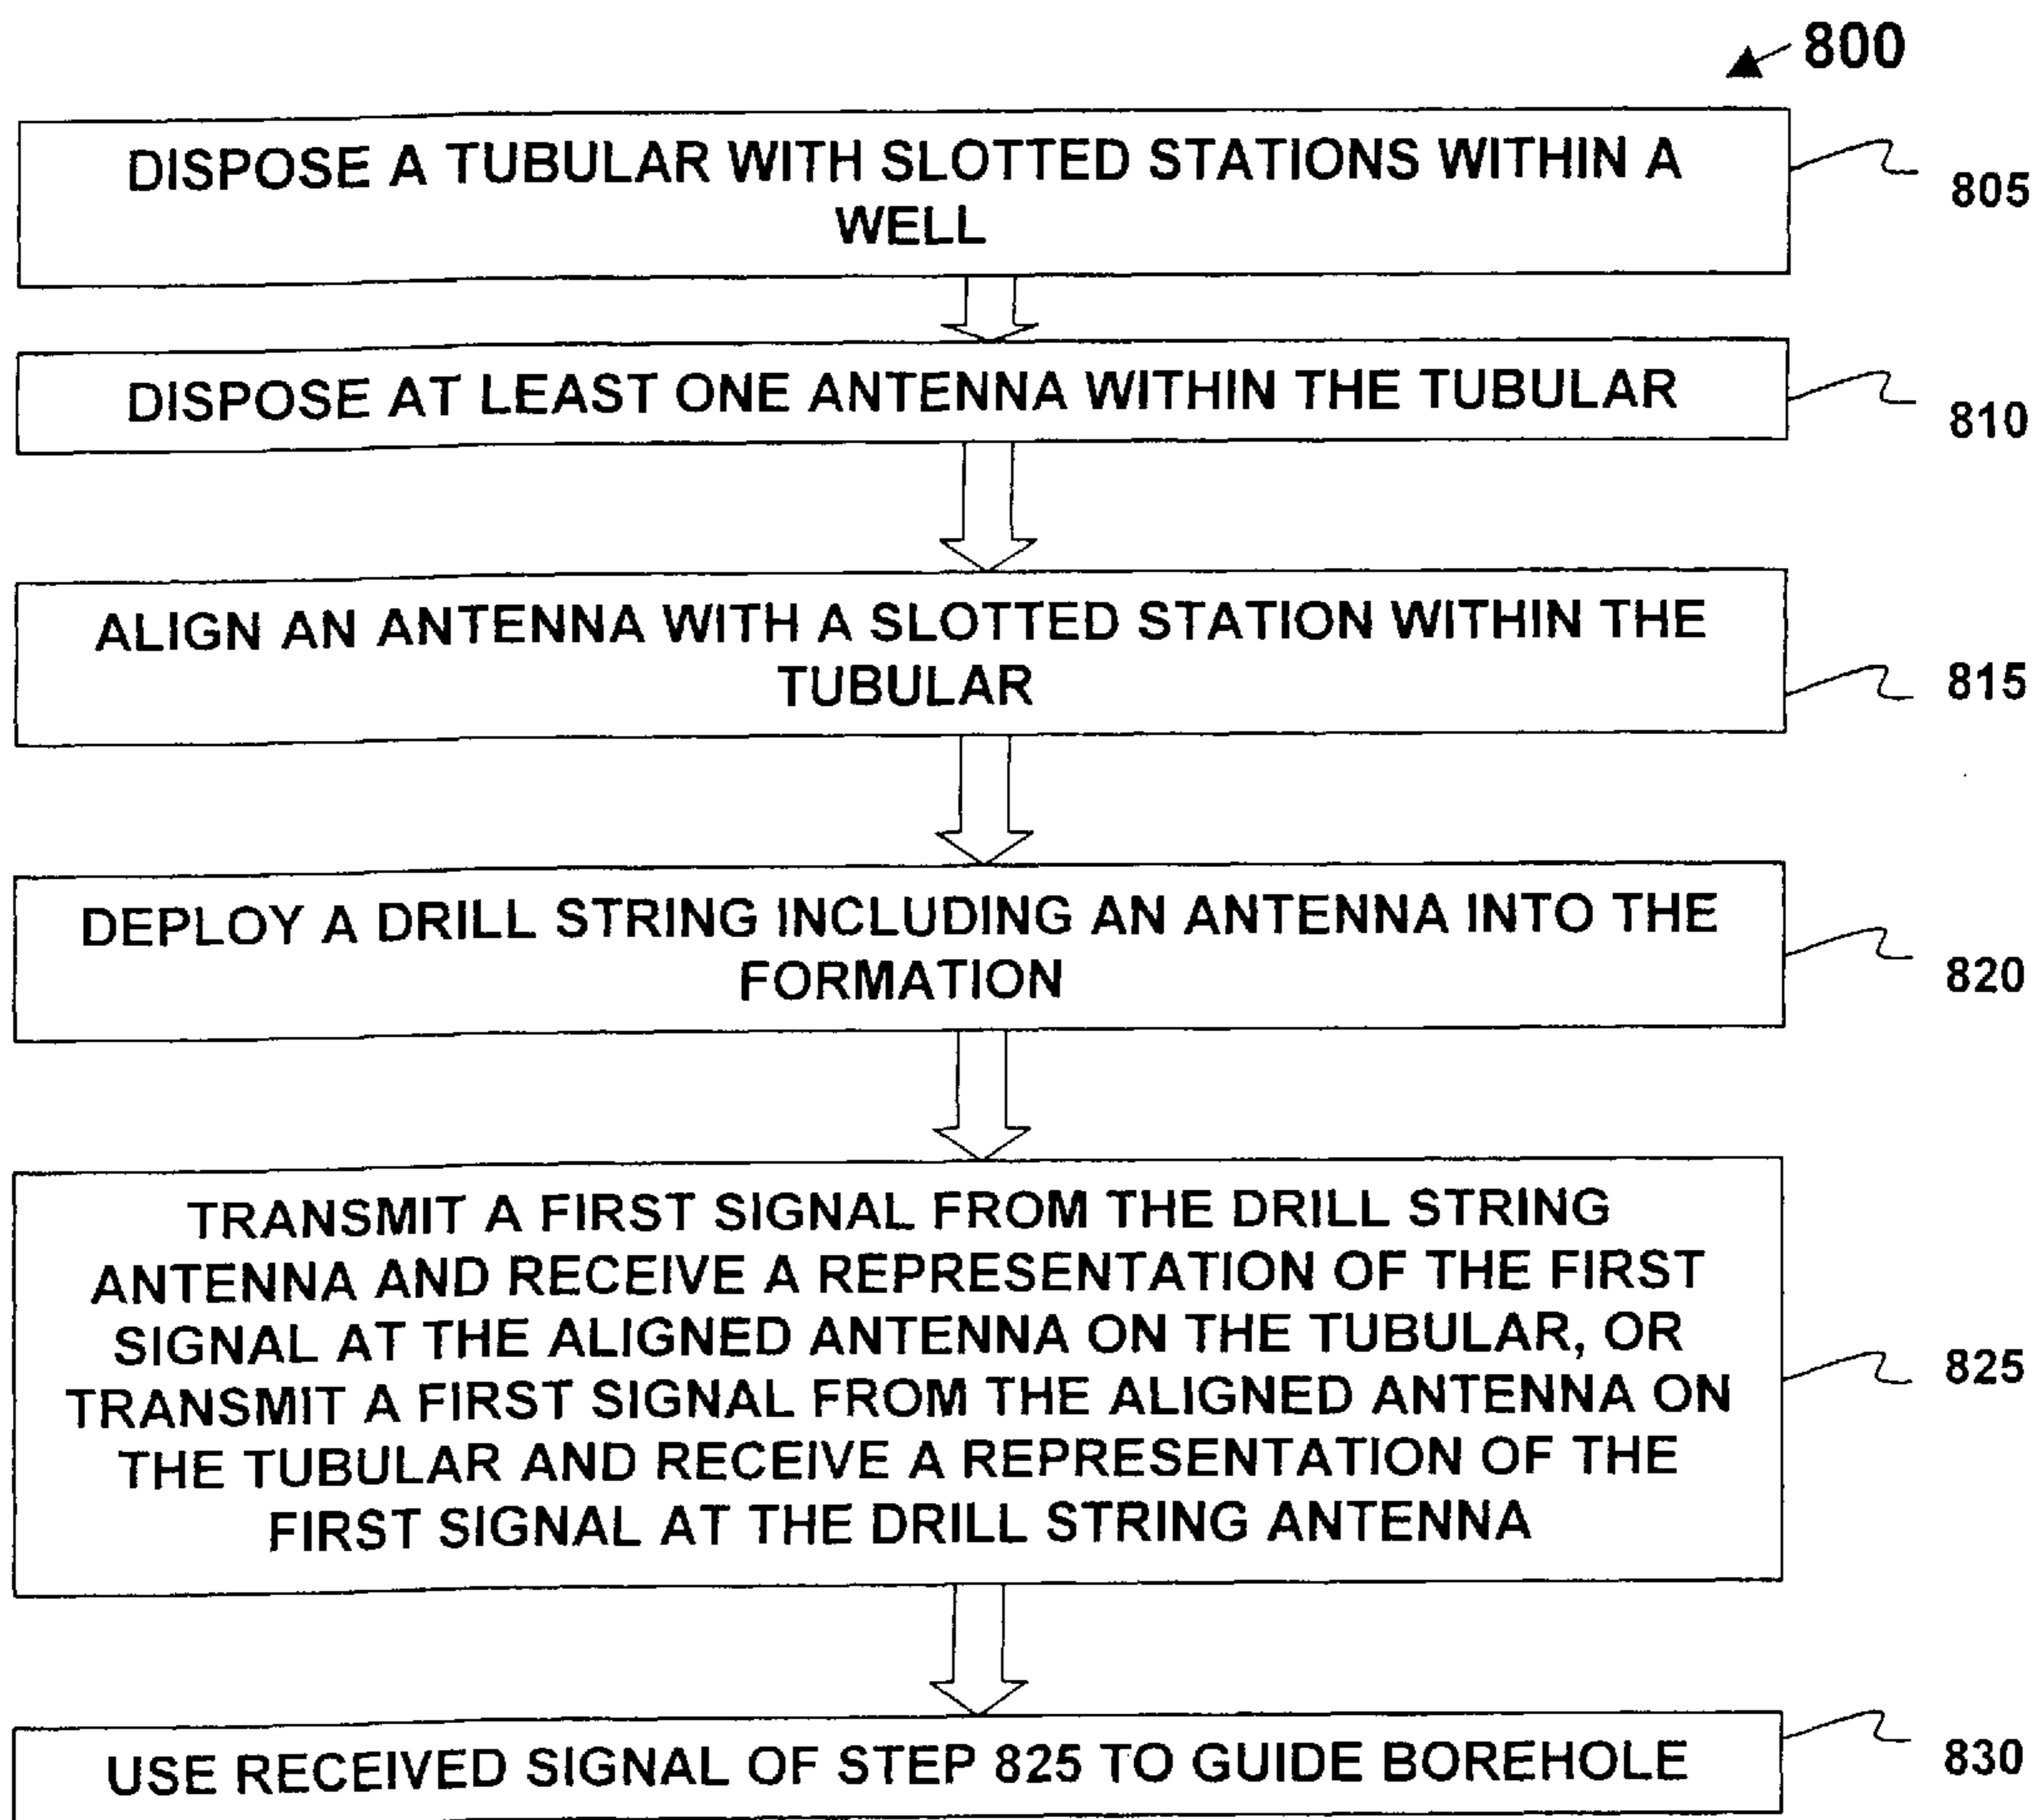 800
DISPOSE A TUBULAR WITH SLOTTED STATIONS WITHIN A
WELL
805
DISPOSE AT LEAST ONE ANTENNA WITHIN THE TUBULAR
810
ALIGN AN ANTENNA WITH A SLOTTED STATION WITHIN THE
TUBULAR
815
DEPLOY A DRILL STRING INCLUDING AN ANTENNA INTO THE
FORMATION
820
TRANSMIT A FIRST SIGNAL FROM THE DRILL STRING
ANTENNA AND RECEIVE A REPRESENTATION OF THE FIRST
SIGNAL AT THE ALIGNED ANTENNA ON THE TUBULAR, OR
TRANSMIT A FIRST SIGNAL FROM THE ALIGNED ANTENNA ON
THE TUBULAR AND RECEIVE A REPRESENTATION OF THE
FIRST SIGNAL AT THE DRILL STRING ANTENNA
825
USE RECEIVED SIGNAL OF STEP 825 TO GUIDE BOREHOLE
830